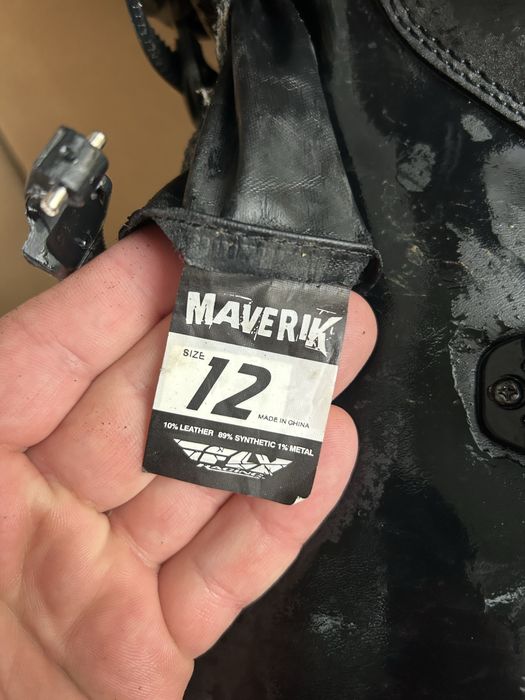 MAVERIK
SIZE
12
MADE IN CHINA
10% LEATHER 89% SYNTHETIC 1% METAL
FLY
RACING